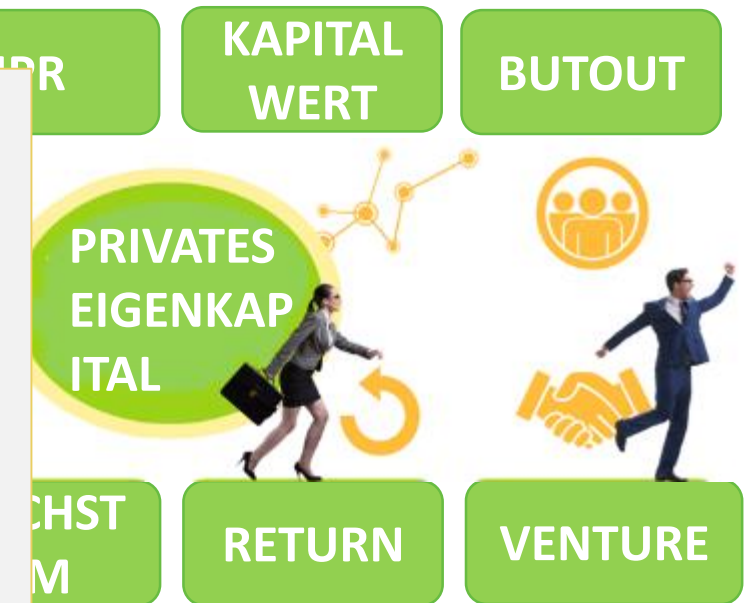 KAPITAL
WERT
BUTOUT
PRIVATES
EIGENKAP
ITAL
RETURN
VENTURE